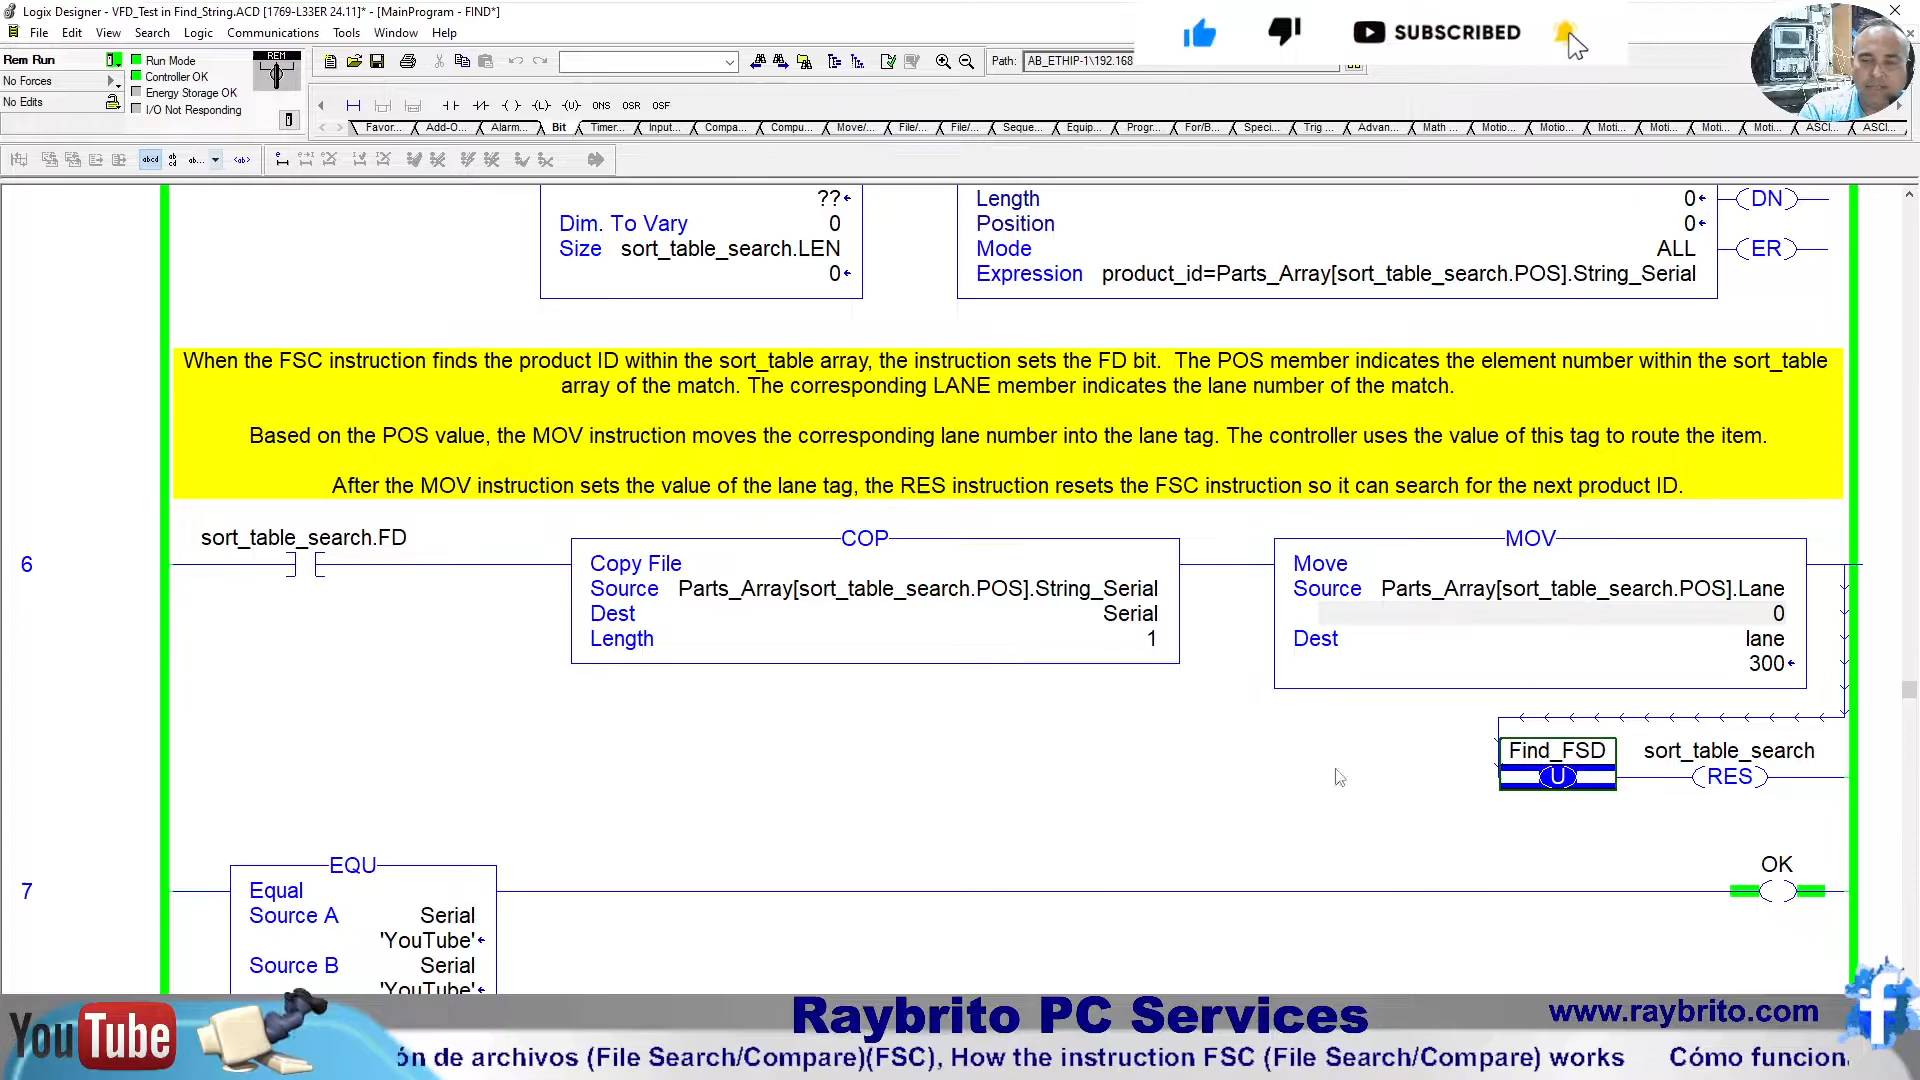 Logix Designer - VFD_Test in Find_String.ACD [1769-L33ER 24.11]* - [MainProgram - FIND*]
File Edit View Search Logic Communications Tools Window Help
SUBSCRIBED
Rem Run
No Forces
No Edits
Run Mode
Controller OK
Energy Storage OK
I/O Not Responding
REM
Path: AB_ETHIP-1\192.168
(L) (U) ONS OSR OSF
Favor... Add-O... Alarm... Bit Timer... Input... Compa... Compu... Move/... File/... File/... Seque... Equip... Progr... For/B... Speci... Trig ... Advan... Math ... Motio... Motio... Moti... Moti... Moti... ASCI... ASCI...
abcd ab cd ab... <ab>
??
Dim. To Vary 0
Size sort_table_search.LEN
0
Length 0
Position 0
Mode ALL
Expression product_id=Parts_Array[sort_table_search.POS].String_Serial
DN
ER
When the FSC instruction finds the product ID within the sort_table array, the instruction sets the FD bit. The POS member indicates the element number within the sort_table
array of the match. The corresponding LANE member indicates the lane number of the match.
Based on the POS value, the MOV instruction moves the corresponding lane number into the lane tag. The controller uses the value of this tag to route the item.
After the MOV instruction sets the value of the lane tag, the RES instruction resets the FSC instruction so it can search for the next product ID.
6
sort_table_search.FD
COP
Copy File
Source Parts_Array[sort_table_search.POS].String_Serial
Dest Serial
Length 1
MOV
Move
Source Parts_Array[sort_table_search.POS].Lane
0
Dest lane
300
Find_FSD
U
sort_table_search
RES
7
EQU
Equal
Source A Serial
'YouTube'
Source B Serial
'YouTube'
OK
YouTube
Raybrito PC Services
www.raybrito.com
f
ón de archivos (File Search/Compare)(FSC), How the instruction FSC (File Search/Compare) works Cómo funcion